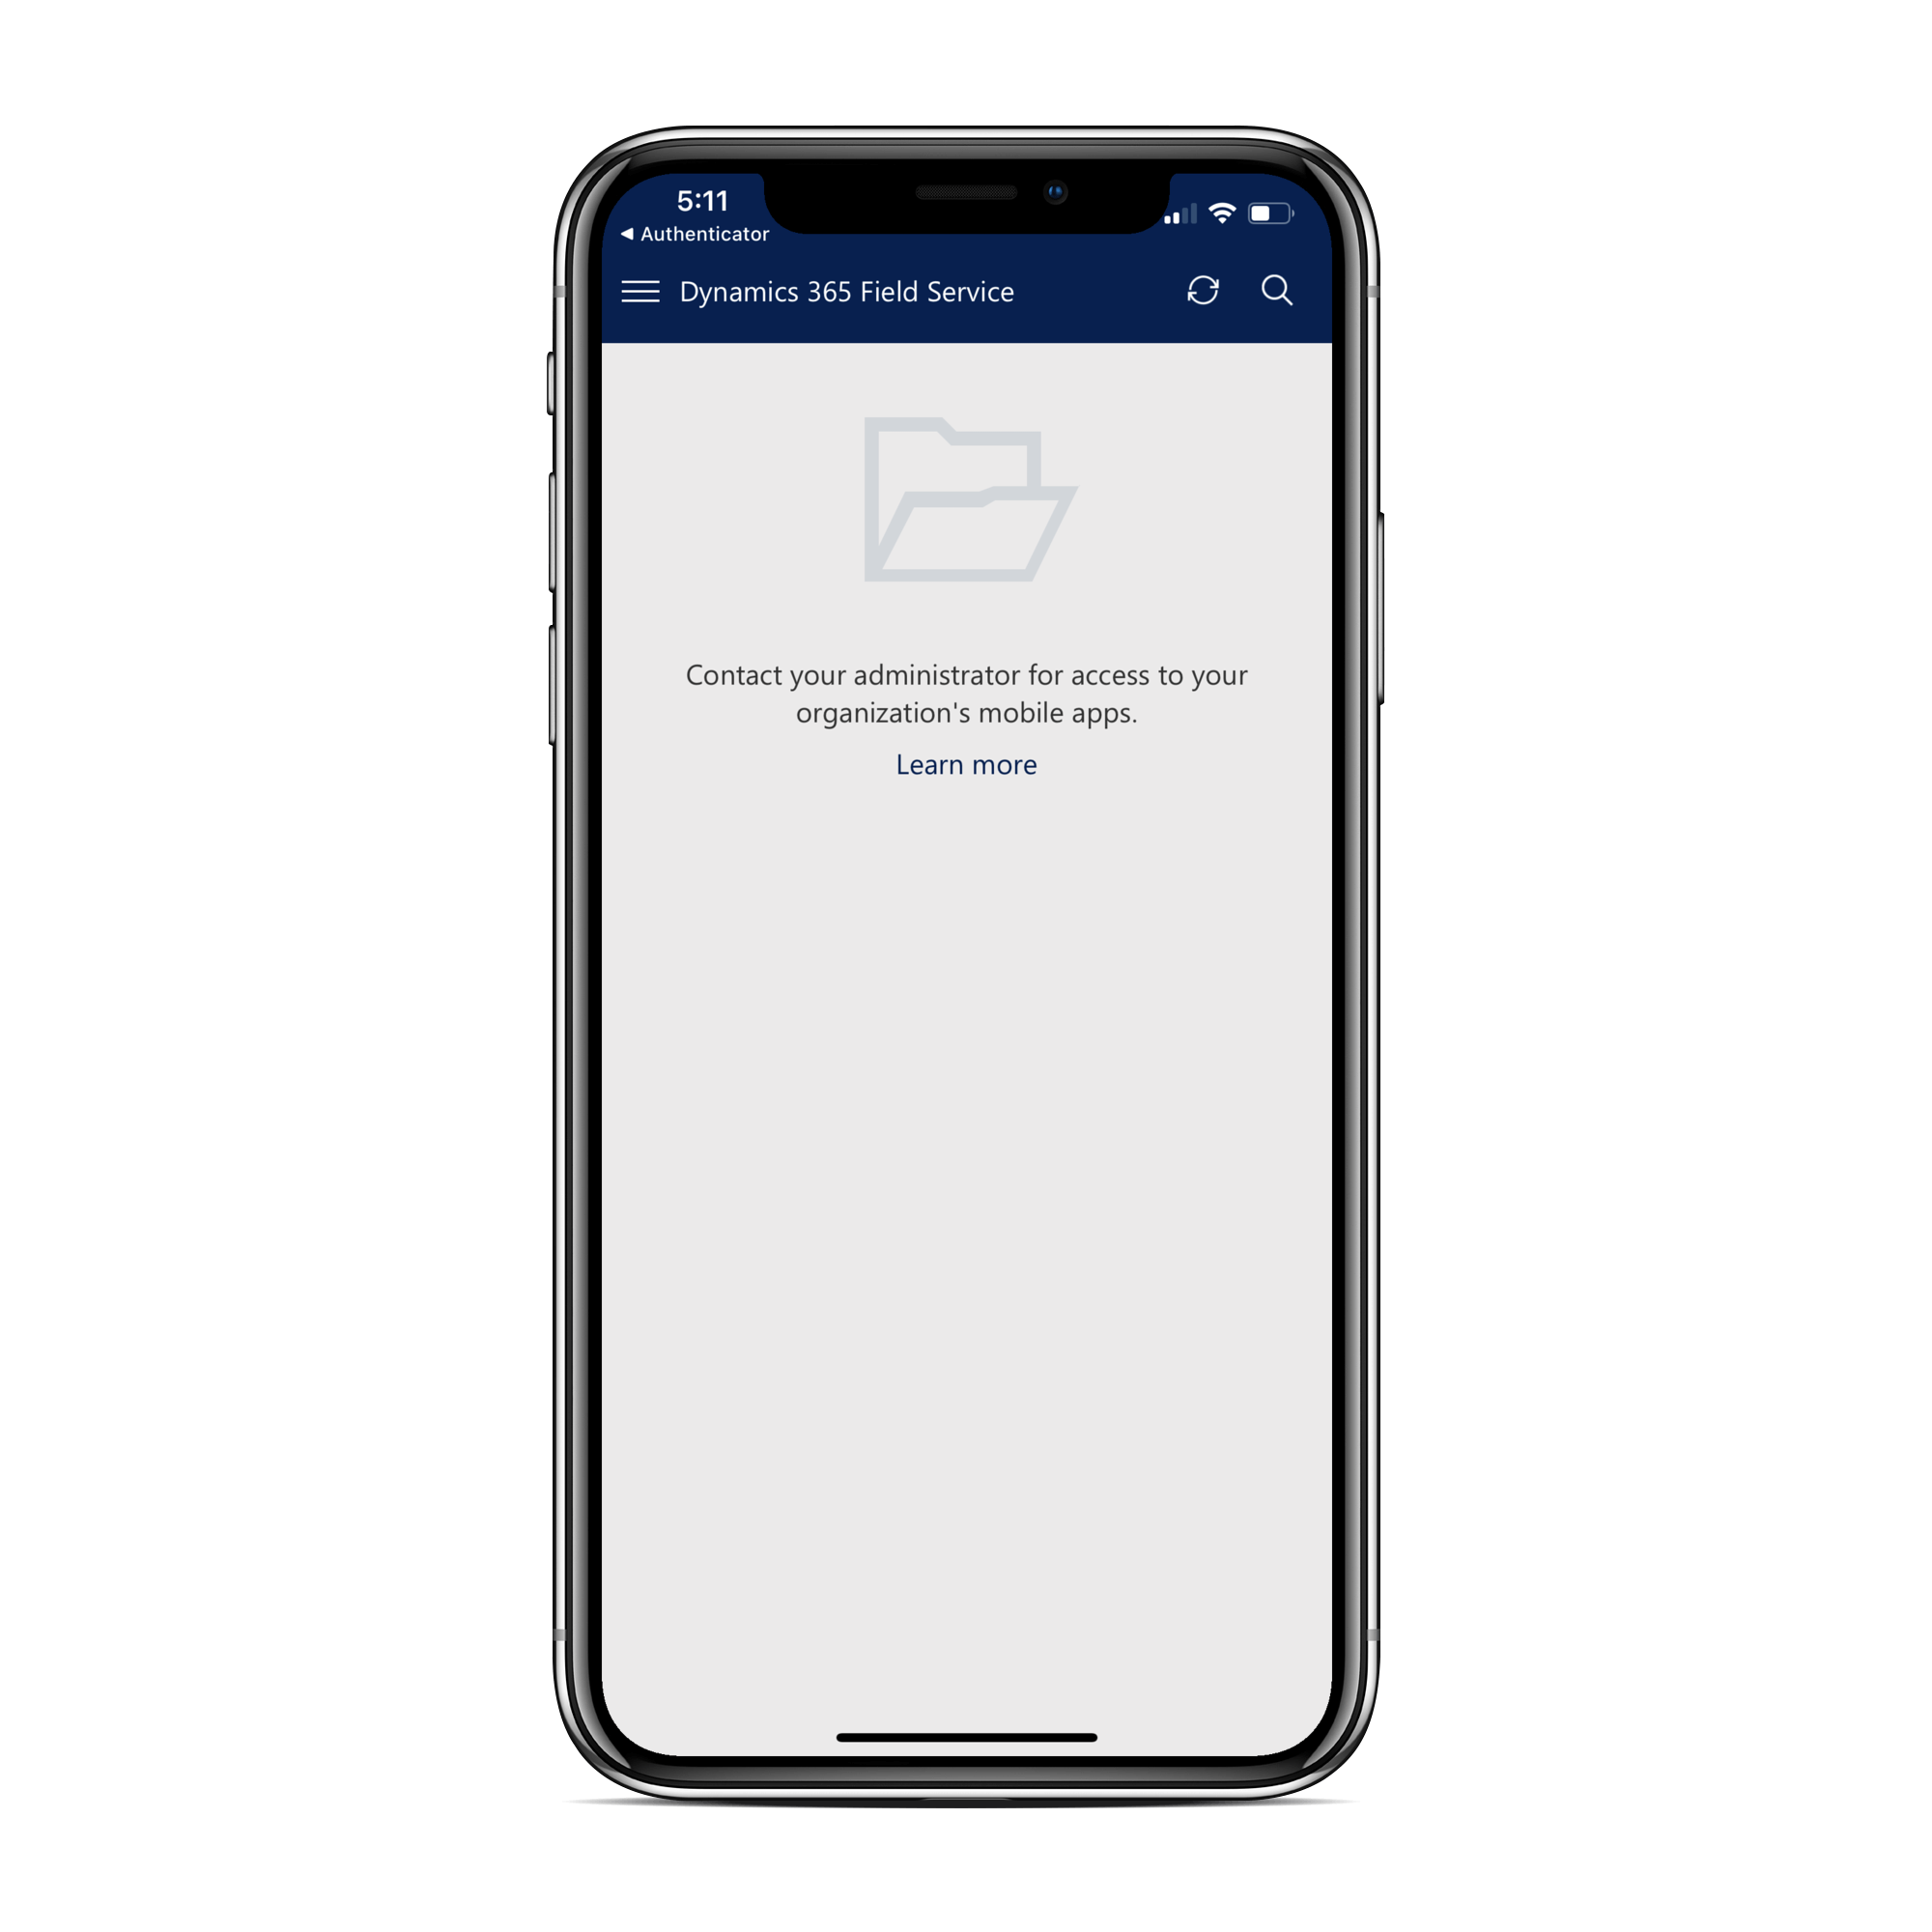 5:11
◀ Authenticator
Dynamics 365 Field Service
Contact your administrator for access to your
organization's mobile apps.
Learn more